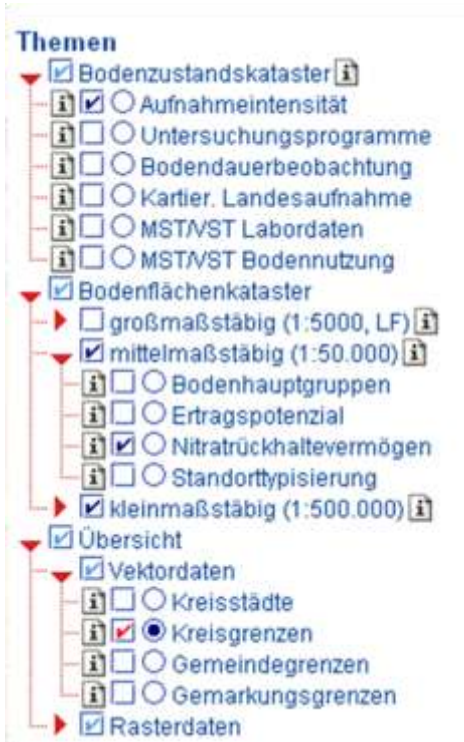 Themen
Bodenzustandskataster i
i Aufnahmeintensität
i Untersuchungsprogramme
i Bodendauerbeobachtung
i Kartier. Landesaufnahme
i MST/VST Labordaten
i MST/VST Bodennutzung
Bodenflächenkataster
großmaßstäbig (1:5000, LF) i
mittelmaßstäbig (1:50.000) i
i Bodenhauptgruppen
i Ertragspotenzial
i Nitratrückhaltevermögen
i Standorttypisierung
kleinmaßstäbig (1:500.000) i
Übersicht
Vektordaten
i Kreisstädte
i Kreisgrenzen
i Gemeindegrenzen
i Gemarkungsgrenzen
Rasterdaten